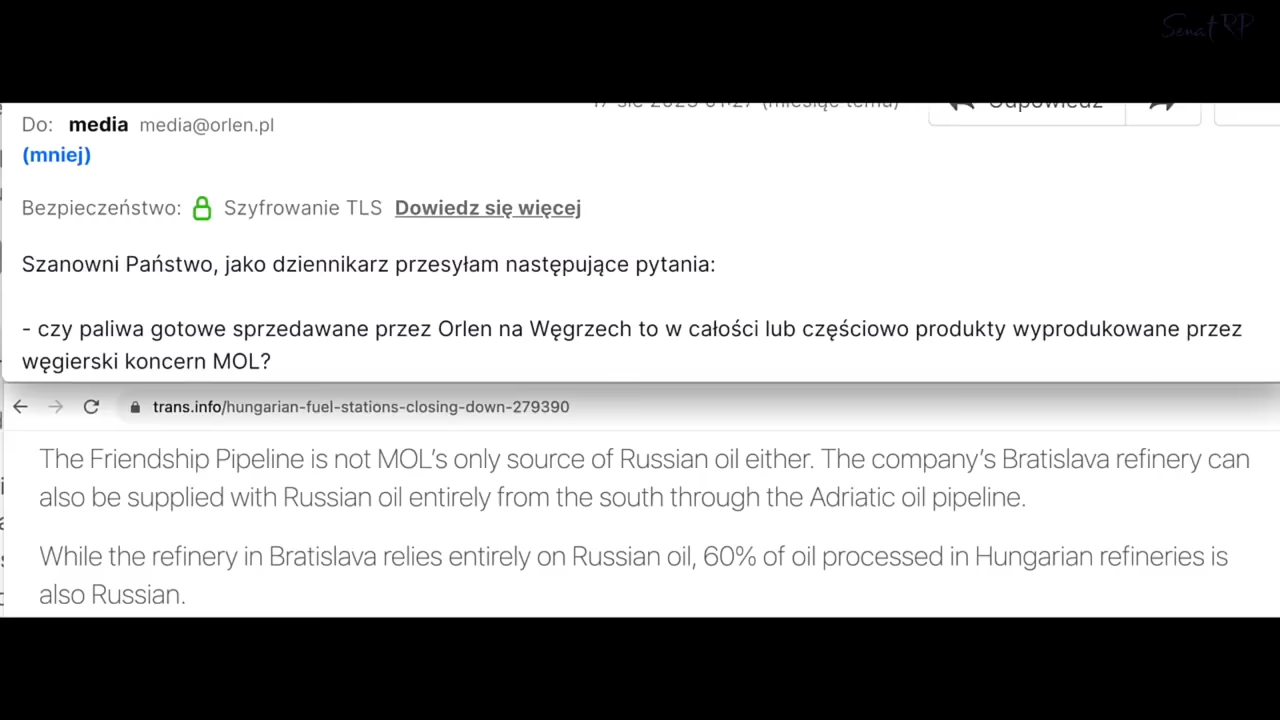 Senat RP
Do: media media@orlen.pl
(mniej)
Bezpieczeństwo: Szyfrowanie TLS Dowiedz się więcej
Szanowni Państwo, jako dziennikarz przesyłam następujące pytania:
- czy paliwa gotowe sprzedawane przez Orlen na Węgrzech to w całości lub częściowo produkty wyprodukowane przez
węgierski koncern MOL?
trans.info/hungarian-fuel-stations-closing-down-279390
The Friendship Pipeline is not MOL’s only source of Russian oil either. The company’s Bratislava refinery can
also be supplied with Russian oil entirely from the south through the Adriatic oil pipeline.
While the refinery in Bratislava relies entirely on Russian oil, 60% of oil processed in Hungarian refineries is
also Russian.